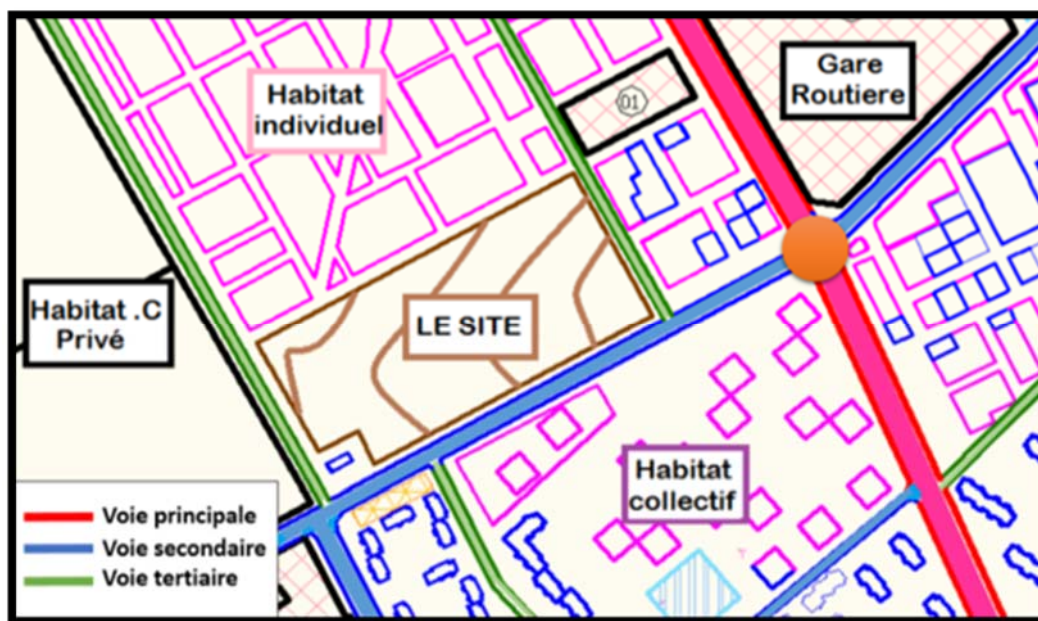 Gare
Routiere
Habitat
individuel
01
Habitat .C
Privé
LE SITE
Habitat
collectif
Voie principale
Voie secondaire
Voie tertiaire